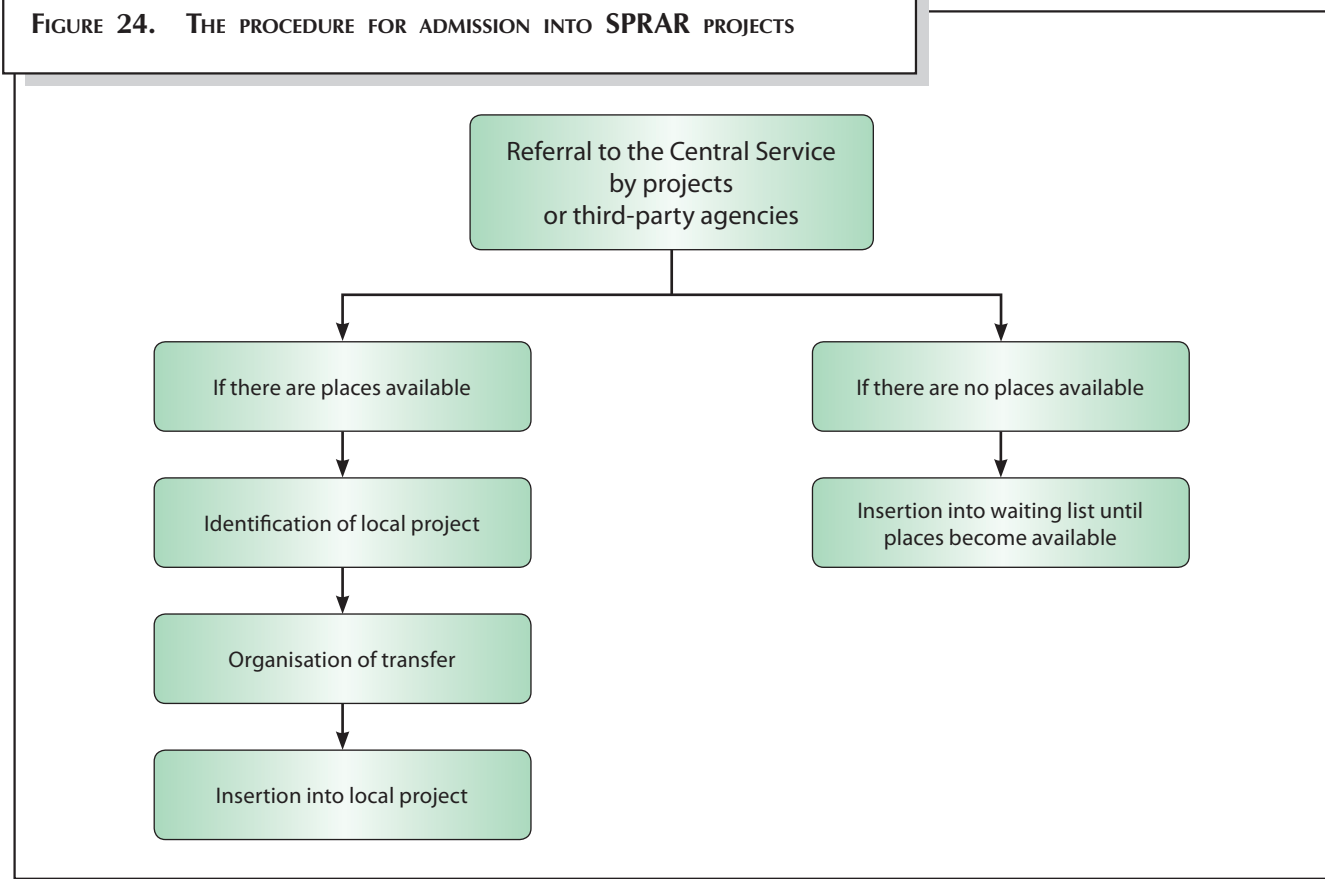 FIGURE 24. THE PROCEDURE FOR ADMISSION INTO SPRAR PROJECTS
Referral to the Central Service
by projects
or third-party agencies
If there are places available
If there are no places available
Identification of local project
Insertion into waiting list until
places become available
Organisation of transfer
Insertion into local project